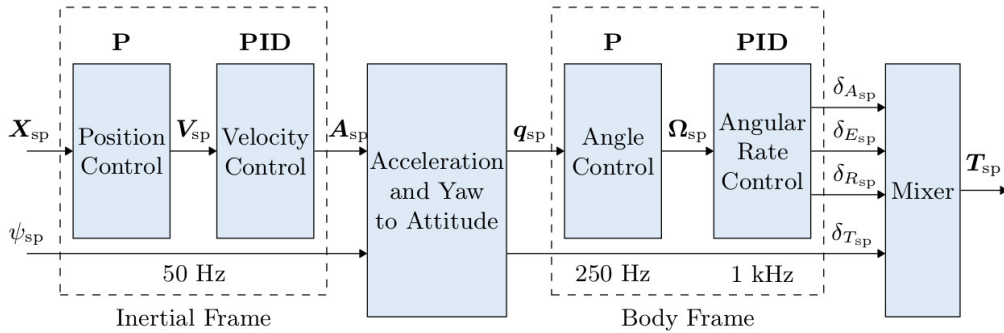 P
PID
P
PID
X_sp
Position
Control
V_sp
Velocity
Control
A_sp
ψ_sp
50 Hz
Inertial Frame
Acceleration
and Yaw
to Attitude
q_sp
Angle
Control
Ω_sp
Angular
Rate
Control
δ_A_sp
δ_E_sp
δ_R_sp
δ_T_sp
250 Hz
1 kHz
Body Frame
Mixer
T_sp